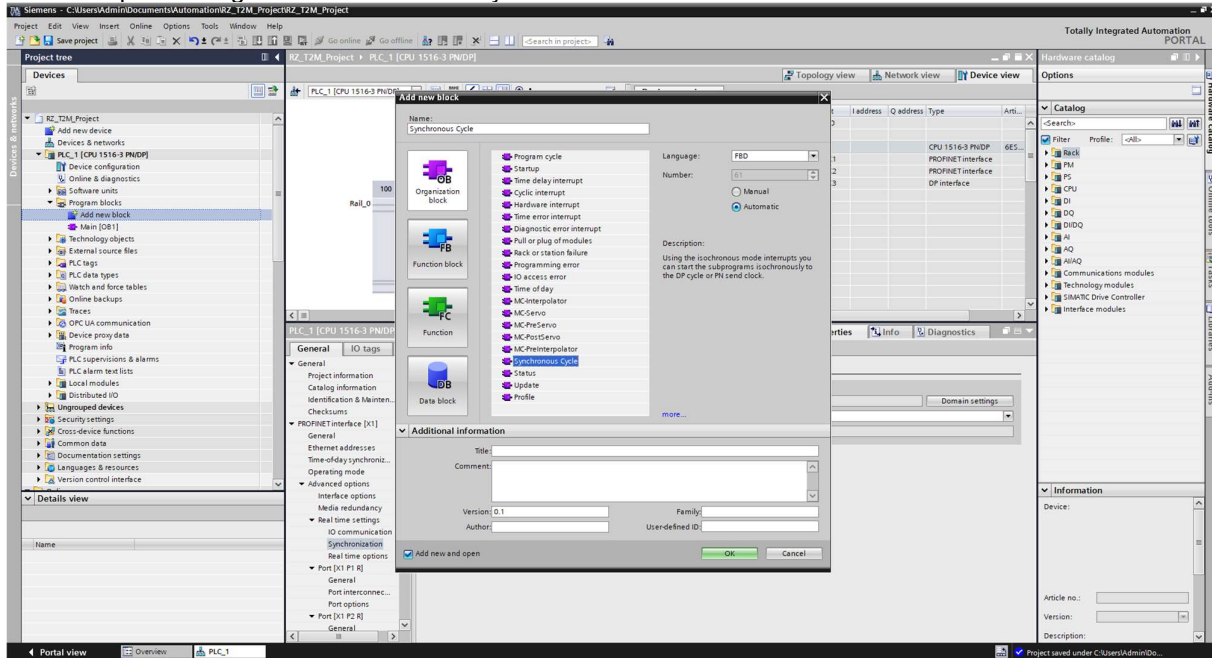 Siemens - C:\Users\Admin\Documents\Automation\RZ_T2M_Project\RZ_T2M_Project
Project Edit View Insert Online Options Tools Window Help
Save project
Go online
Go offline
<Search in project>
Totally Integrated Automation
PORTAL
Project tree
Devices
RZ_T2M_Project
Add new device
Devices & networks
PLC_1 [CPU 1516-3 PN/DP]
Device configuration
Online & diagnostics
Software units
Program blocks
Add new block
Main [OB1]
Technology objects
External source files
PLC tags
PLC data types
Watch and force tables
Online backups
Traces
OPC UA communication
Device proxy data
Program info
PLC supervisions & alarms
PLC alarm text lists
Local modules
Distributed I/O
Ungrouped devices
Security settings
Cross-device functions
Common data
Documentation settings
Languages & resources
Version control interface
Details view
Name
RZ_T2M_Project PLC_1 [CPU 1516-3 PN/DP]
Topology view
Network view
Device view
PLC_1 [CPU 1516-3 PN/DP]
100
Rail_0
I address Q address Type Arti...
CPU 1516-3 PN/DP 6ES...
PROFINET interface
PROFINET interface
DP interface
Add new block
Name:
Synchronous Cycle
OB
Organization block
FB
Function block
FC
Function
DB
Data block
Program cycle
Startup
Time delay interrupt
Cyclic interrupt
Hardware interrupt
Time error interrupt
Diagnostic error interrupt
Pull or plug of modules
Rack or station failure
Programming error
IO access error
Time of day
MC-Interpolator
MC-Servo
MC-PreServo
MC-PostServo
MC-PreInterpolator
Synchronous Cycle
Status
Update
Profile
Language: FBD
Number: 61
Manual
Automatic
Description:
Using the isochronous mode interrupts you
can start the subprograms isochronously to
the DP cycle or PN send clock.
more...
Additional information
Title:
Comment:
Version: 0.1
Family:
Author:
User-defined ID:
Add new and open
OK
Cancel
PLC_1 [CPU 1516-3 PN/DP
General
IO tags
General
Project information
Catalog information
Identification & Mainten...
Checksums
PROFINET interface [X1]
General
Ethernet addresses
Time-of-day synchroniz...
Operating mode
Advanced options
Interface options
Media redundancy
Real time settings
IO communication
Synchronization
Real time options
Port [X1 P1 R]
General
Port interconnec...
Port options
Port [X1 P2 R]
General
erties
Info
Diagnostics
Domain settings
Hardware catalog
Options
Catalog
<Search>
Filter Profile: <All>
Rack
PM
PS
CPU
DI
DQ
DI/DQ
AI
AQ
AI/AQ
Communications modules
Technology modules
SIMATIC Drive Controller
Interface modules
Information
Device:
Article no.:
Version:
Description:
Portal view
Overview
PLC_1
Project saved under C:\Users\Admin\Do...